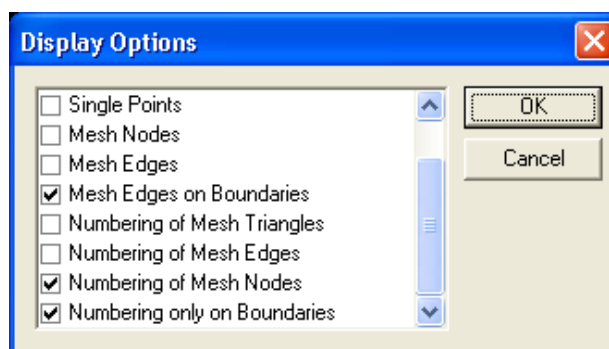 Display Options
Single Points
Mesh Nodes
Mesh Edges
Mesh Edges on Boundaries
Numbering of Mesh Triangles
Numbering of Mesh Edges
Numbering of Mesh Nodes
Numbering only on Boundaries
OK
Cancel